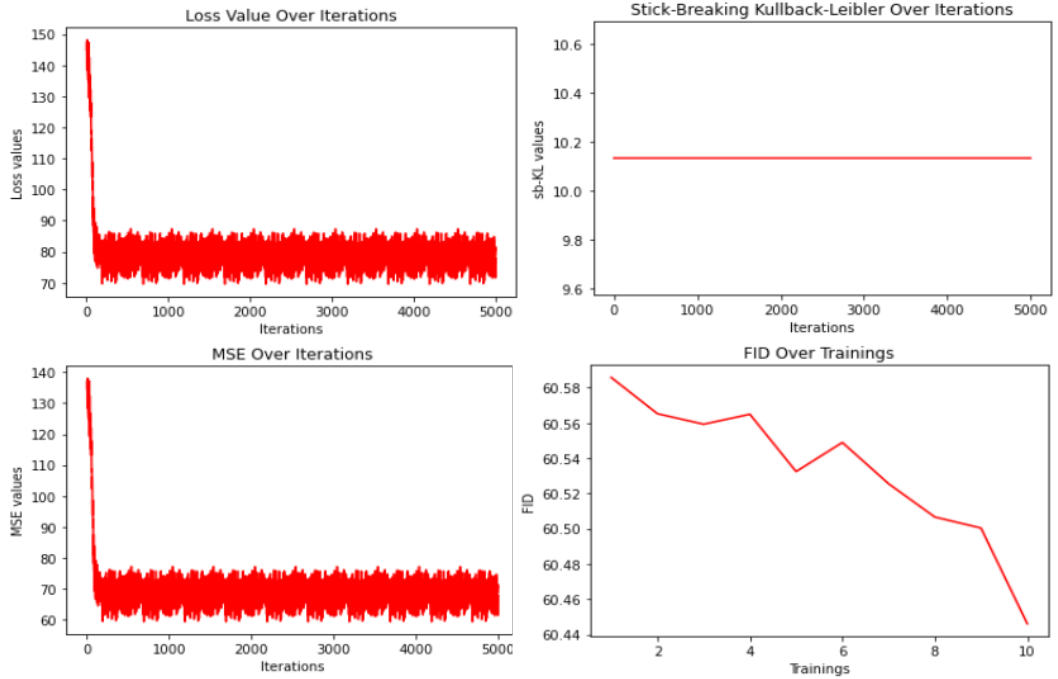 Loss Value Over Iterations
150
140
130
120
110
100
90
80
70
Loss values
0 1000 2000 3000 4000 5000
Iterations
Stick-Breaking Kullback-Leibler Over Iterations
10.6
10.4
10.2
10.0
9.8
9.6
sb-KL values
0 1000 2000 3000 4000 5000
Iterations
MSE Over Iterations
140
130
120
110
100
90
80
70
60
MSE values
0 1000 2000 3000 4000 5000
Iterations
FID Over Trainings
60.58
60.56
60.54
60.52
60.50
60.48
60.46
60.44
FID
2 4 6 8 10
Trainings